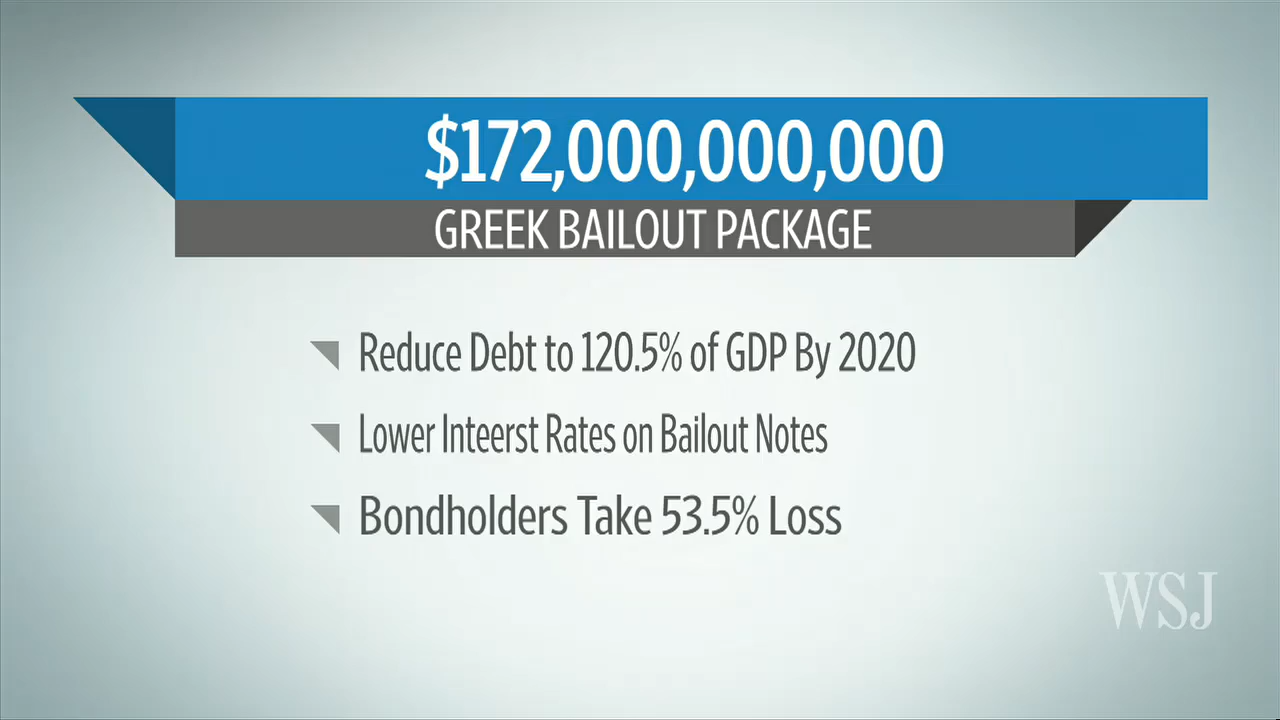 $172,000,000,000
GREEK BAILOUT PACKAGE
Reduce Debt to 120.5% of GDP By 2020
Lower Inteerst Rates on Bailout Notes
Bondholders Take 53.5% Loss
WSJ